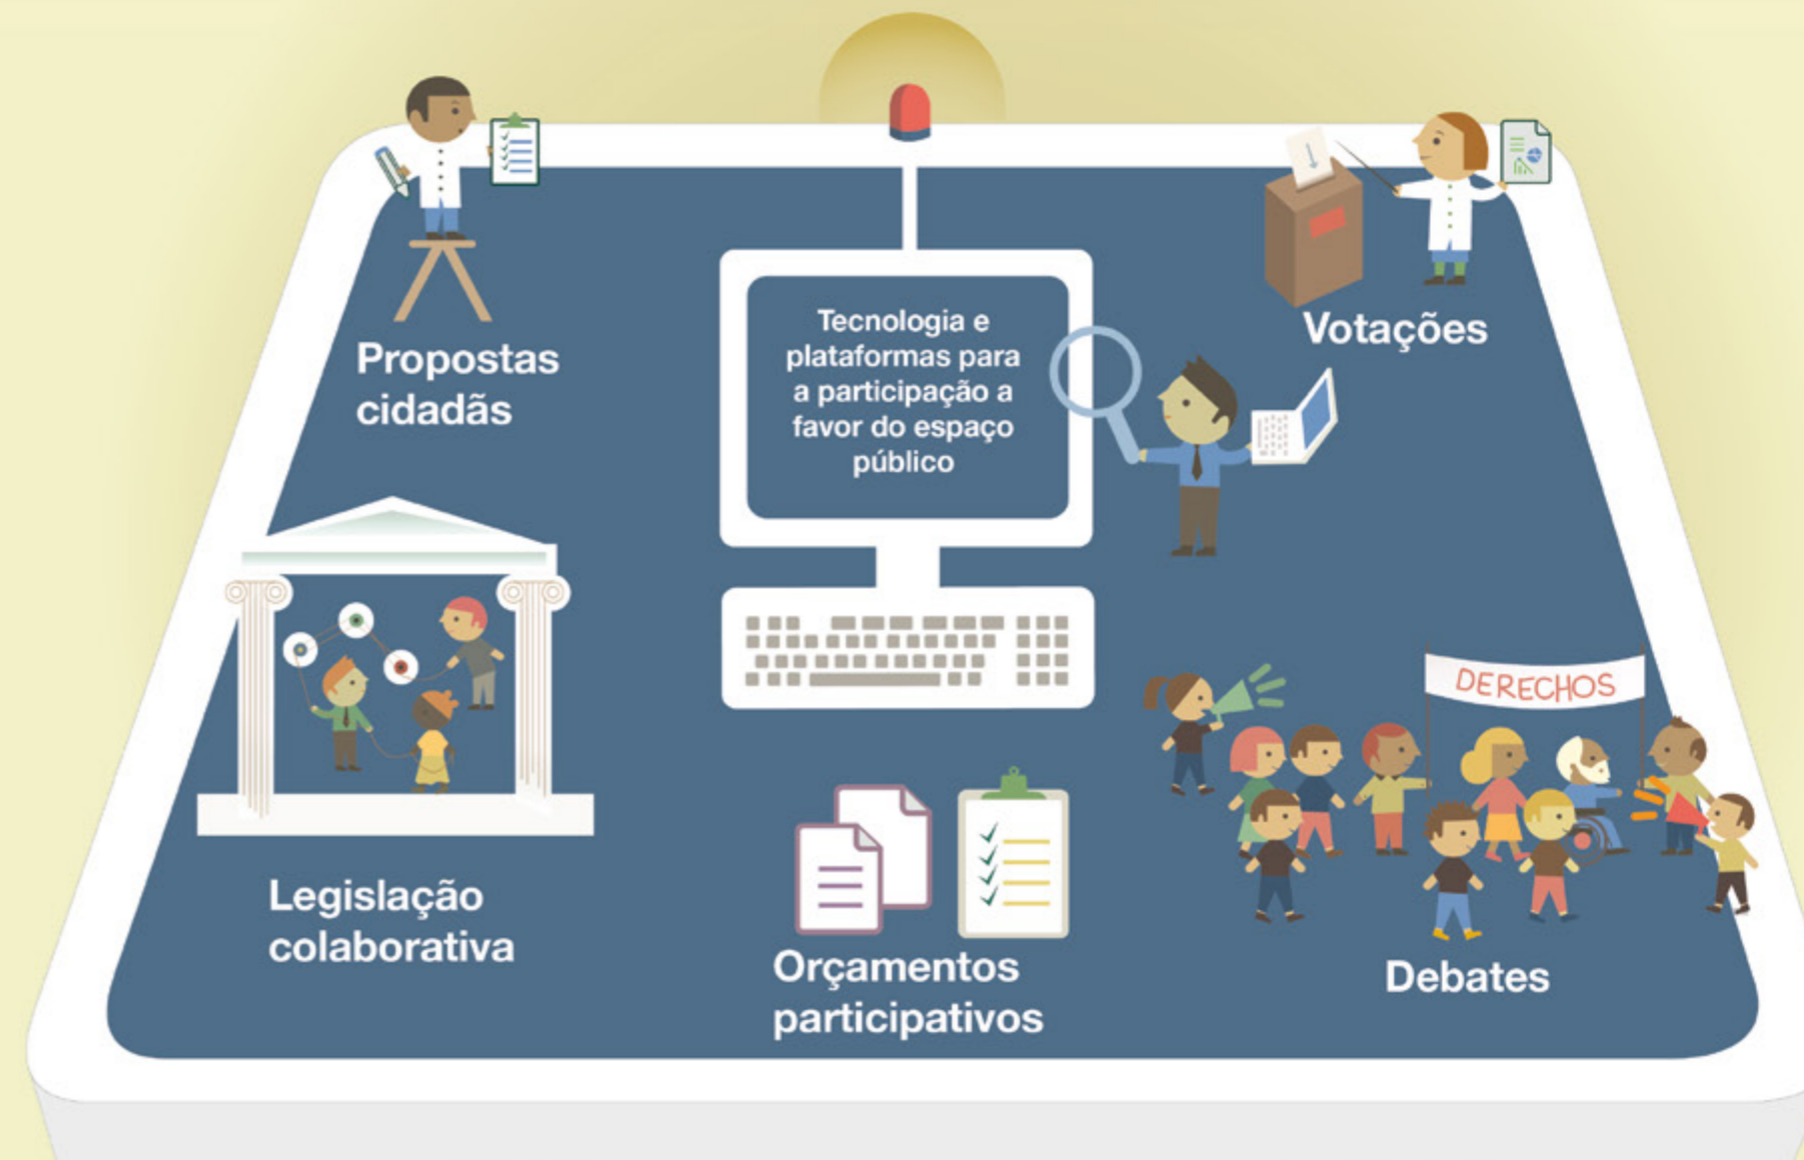 Propostas
cidadãs
Tecnologia e
plataformas para
a participação a
favor do espaço
público
Votações
Legislação
colaborativa
Orçamentos
participativos
DERECHOS
Debates